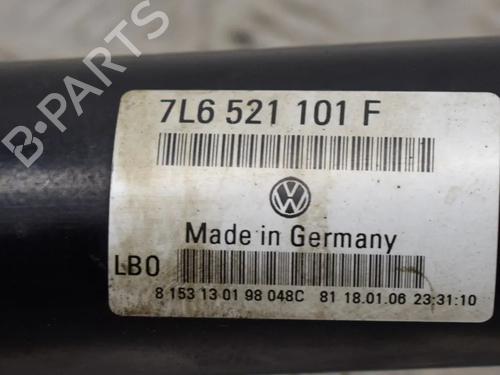 7L6 521 101 F
Made in Germany
LBO
8 153 13 01 98 048C 81 18.01.06 23:31:10
B-Parts